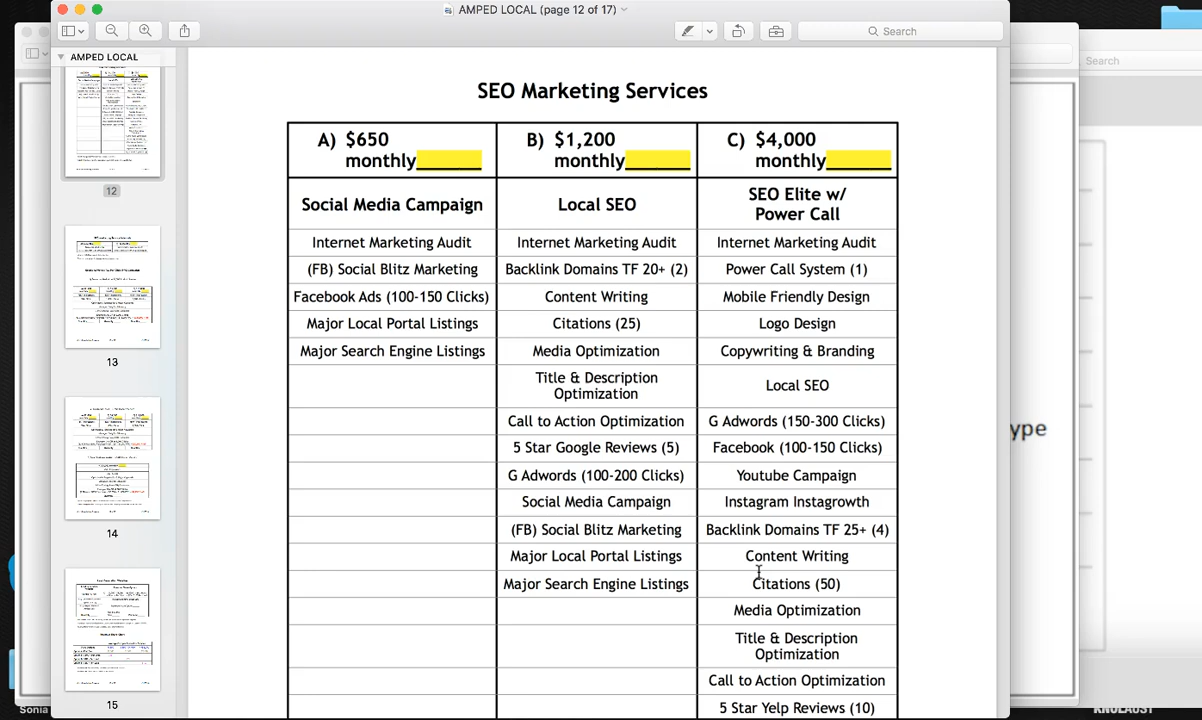 AMPED LOCAL (page 12 of 17)
Search
Search
AMPED LOCAL
12
13
14
15
SEO Marketing Services
A) $650 monthly______
B) $1,200 monthly______
C) $4,000 monthly______
Social Media Campaign
Local SEO
SEO Elite w/
Power Call
Internet Marketing Audit
Internet Marketing Audit
Internet Marketing Audit
(FB) Social Blitz Marketing
Backlink Domains TF 20+ (2)
Power Call System (1)
Facebook Ads (100-150 Clicks)
Content Writing
Mobile Friendly Design
Major Local Portal Listings
Citations (25)
Logo Design
Major Search Engine Listings
Media Optimization
Copywriting & Branding
Title & Description
Optimization
Local SEO
Call to Action Optimization
G Adwords (150-300 Clicks)
5 Star Google Reviews (5)
Facebook (100-150 Clicks)
G Adwords (100-200 Clicks)
Youtube Campaign
Social Media Campaign
Instagram Instagrowth
(FB) Social Blitz Marketing
Backlink Domains TF 25+ (4)
Major Local Portal Listings
Content Writing
Major Search Engine Listings
Citations (50)
Media Optimization
Title & Description
Optimization
Call to Action Optimization
5 Star Yelp Reviews (10)
ype
Sonia